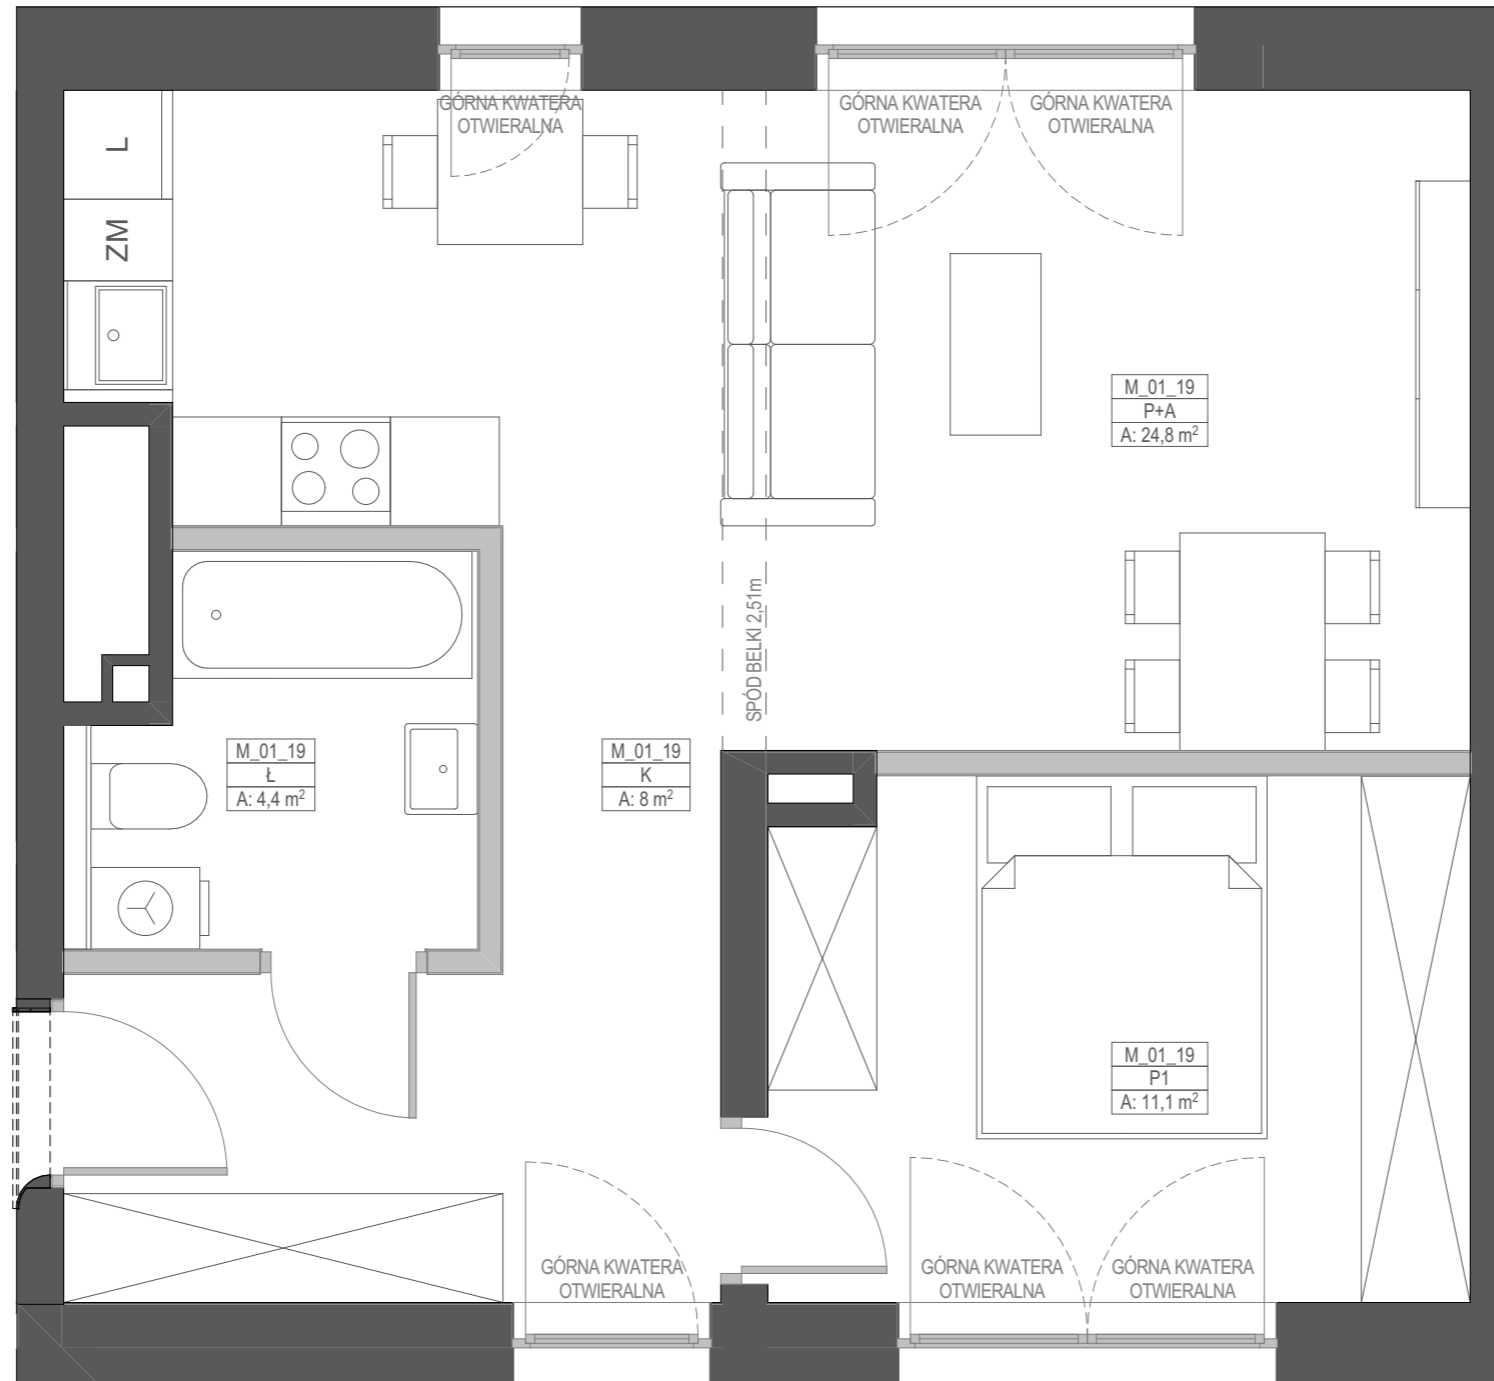 GÓRNA KWATERA
OTWIERALNA
GÓRNA KWATERA
OTWIERALNA
GÓRNA KWATERA
OTWIERALNA
L
ZM
M_01_19
P+A
A: 24,8 m²
SPÓD BELKI 2,51m
M_01_19
Ł
A: 4,4 m²
M_01_19
K
A: 8 m²
M_01_19
P1
A: 11,1 m²
GÓRNA KWATERA
OTWIERALNA
GÓRNA KWATERA
OTWIERALNA
GÓRNA KWATERA
OTWIERALNA